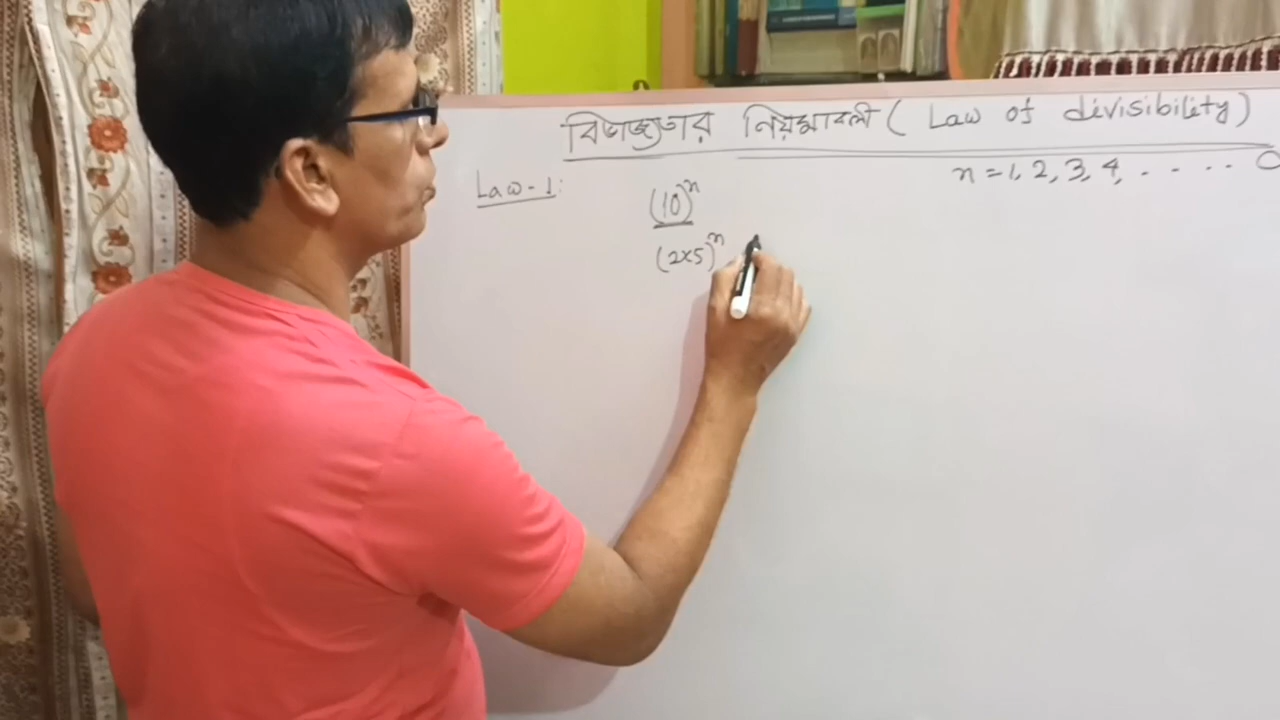 বিভাজ্যতার নিয়মাবলী ( Law of divisibility)
n = 1, 2, 3, 4, - - - -
Law - 1:
(10)^n
(2×5)^n